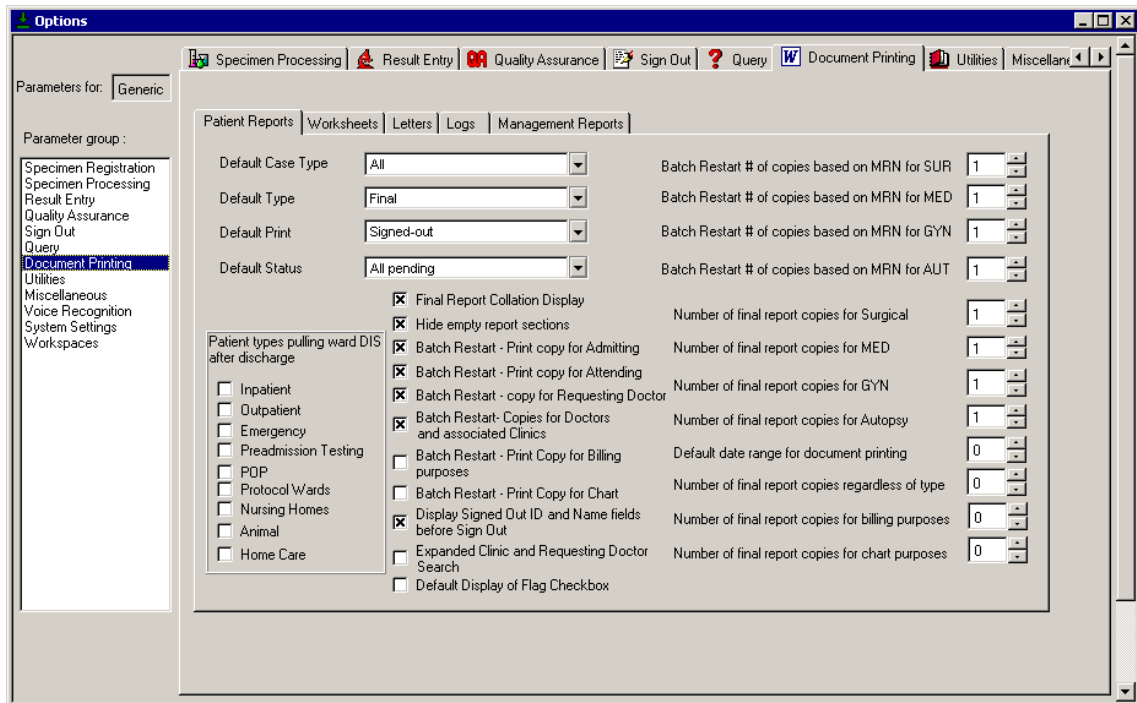 Options
Specimen Processing
Result Entry
Quality Assurance
Sign Out
Query
Document Printing
Utilities
Miscellane
Parameters for:
Generic
Parameter group :
Specimen Registration
Specimen Processing
Result Entry
Quality Assurance
Sign Out
Query
Document Printing
Utilities
Miscellaneous
Voice Recognition
System Settings
Workspaces
Patient Reports
Worksheets
Letters
Logs
Management Reports
Default Case Type
All
Default Type
Final
Default Print
Signed-out
Default Status
All pending
Patient types pulling ward DIS
after discharge
Inpatient
Outpatient
Emergency
Preadmission Testing
POP
Protocol Wards
Nursing Homes
Animal
Home Care
Final Report Collation Display
Hide empty report sections
Batch Restart - Print copy for Admitting
Batch Restart - Print copy for Attending
Batch Restart - copy for Requesting Doctor
Batch Restart- Copies for Doctors
and associated Clinics
Batch Restart - Print Copy for Billing
purposes
Batch Restart - Print Copy for Chart
Display Signed Out ID and Name fields
before Sign Out
Expanded Clinic and Requesting Doctor
Search
Default Display of Flag Checkbox
Batch Restart # of copies based on MRN for SUR
1
Batch Restart # of copies based on MRN for MED
1
Batch Restart # of copies based on MRN for GYN
1
Batch Restart # of copies based on MRN for AUT
1
Number of final report copies for Surgical
1
Number of final report copies for MED
1
Number of final report copies for GYN
1
Number of final report copies for Autopsy
1
Default date range for document printing
0
Number of final report copies regardless of type
0
Number of final report copies for billing purposes
0
Number of final report copies for chart purposes
0